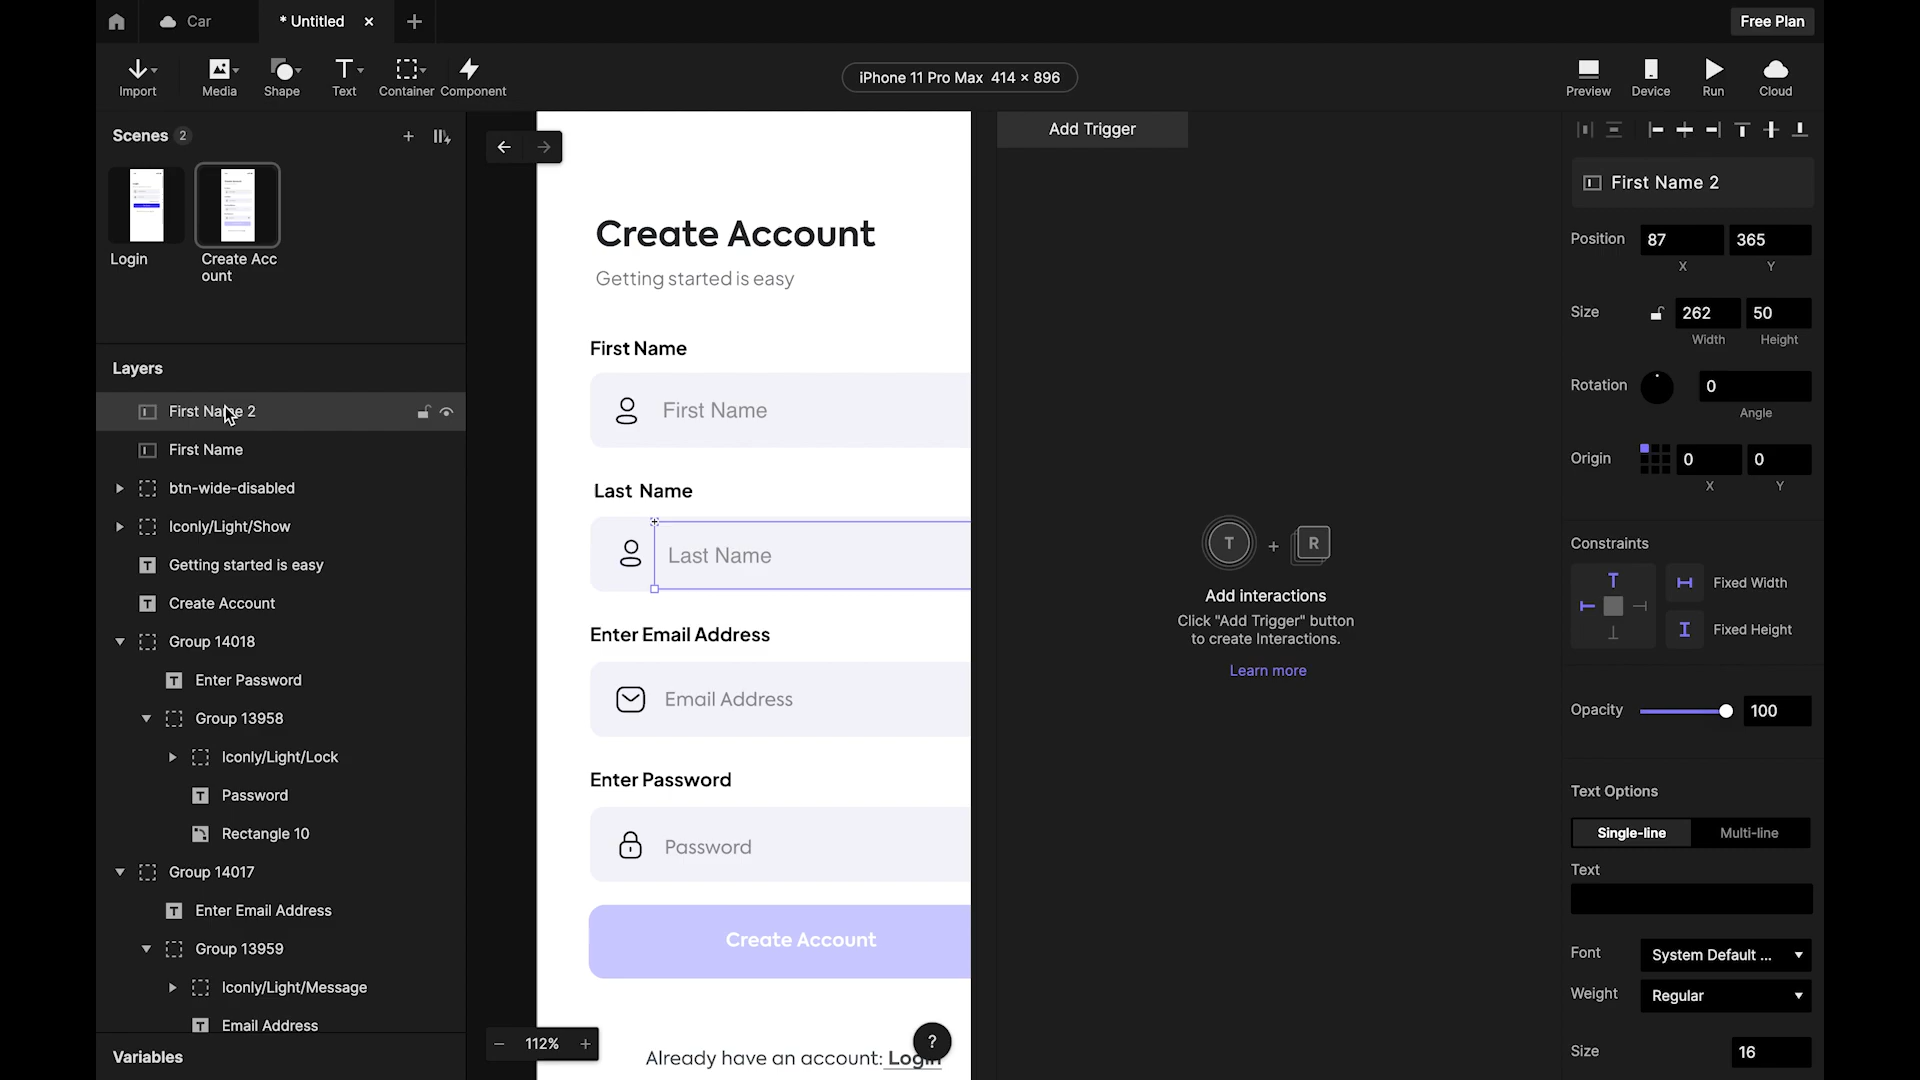 Car
* Untitled
Free Plan
Import
Media
Shape
Text
Container
Component
iPhone 11 Pro Max 414 × 896
Preview
Device
Run
Cloud
Scenes 2
Login
Create Acc
ount
Layers
First Name 2
First Name
btn-wide-disabled
Iconly/Light/Show
Getting started is easy
Create Account
Group 14018
Enter Password
Group 13958
Iconly/Light/Lock
Password
Rectangle 10
Group 14017
Enter Email Address
Group 13959
Iconly/Light/Message
Email Address
Variables
Create Account
Getting started is easy
First Name
First Name
Last Name
Last Name
Enter Email Address
Email Address
Enter Password
Password
Create Account
Already have an account: Login
112%
?
Add Trigger
T + R
Add interactions
Click "Add Trigger" button
to create Interactions.
Learn more
First Name 2
Position 87 365
X Y
Size 262 50
Width Height
Rotation 0
Angle
Origin 0 0
X Y
Constraints
Fixed Width
Fixed Height
Opacity 100
Text Options
Single-line Multi-line
Text
Font System Default ...
Weight Regular
Size 16